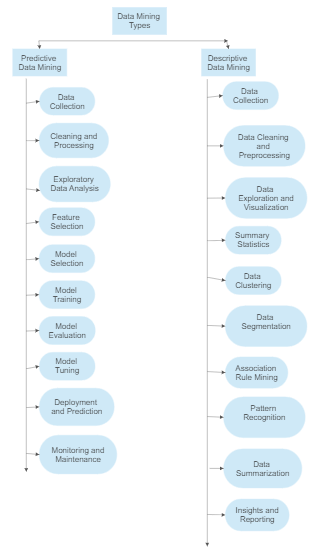 Data Mining
Types
Predictive
Data Mining
Data
Collection
Cleaning and
Processing
Exploratory
Data Analysis
Feature
Selection
Model
Selection
Model
Training
Model
Evaluation
Model
Tuning
Deployment
and Prediction
Monitoring and
Maintenance
Descriptive
Data Mining
Data
Collection
Data Cleaning
and
Preprocessing
Data
Exploration and
Visualization
Summary
Statistics
Data
Clustering
Data
Segmentation
Association
Rule Mining
Pattern
Recognition
Data
Summarization
Insights and
Reporting